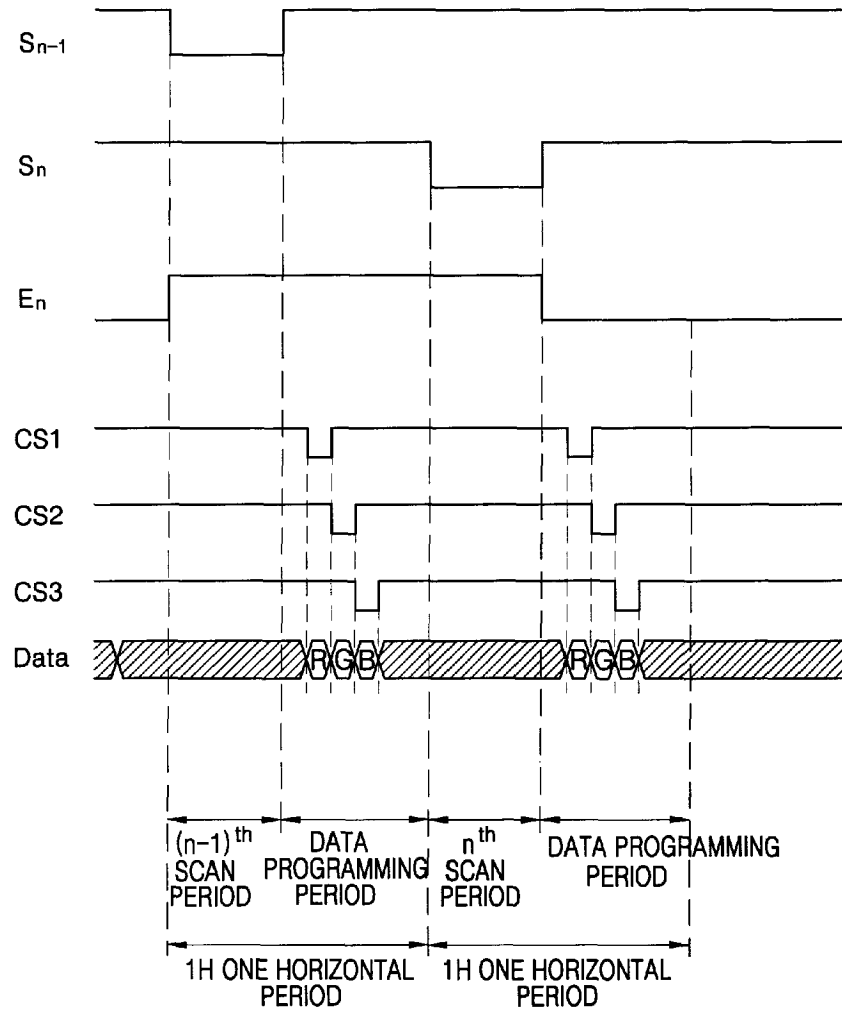 Sn-1
Sn
En
CS1
CS2
CS3
Data R G B R G B
(n-1)th SCAN PERIOD
DATA PROGRAMMING PERIOD
nth SCAN PERIOD
DATA PROGRAMMING PERIOD
1H ONE HORIZONTAL PERIOD
1H ONE HORIZONTAL PERIOD